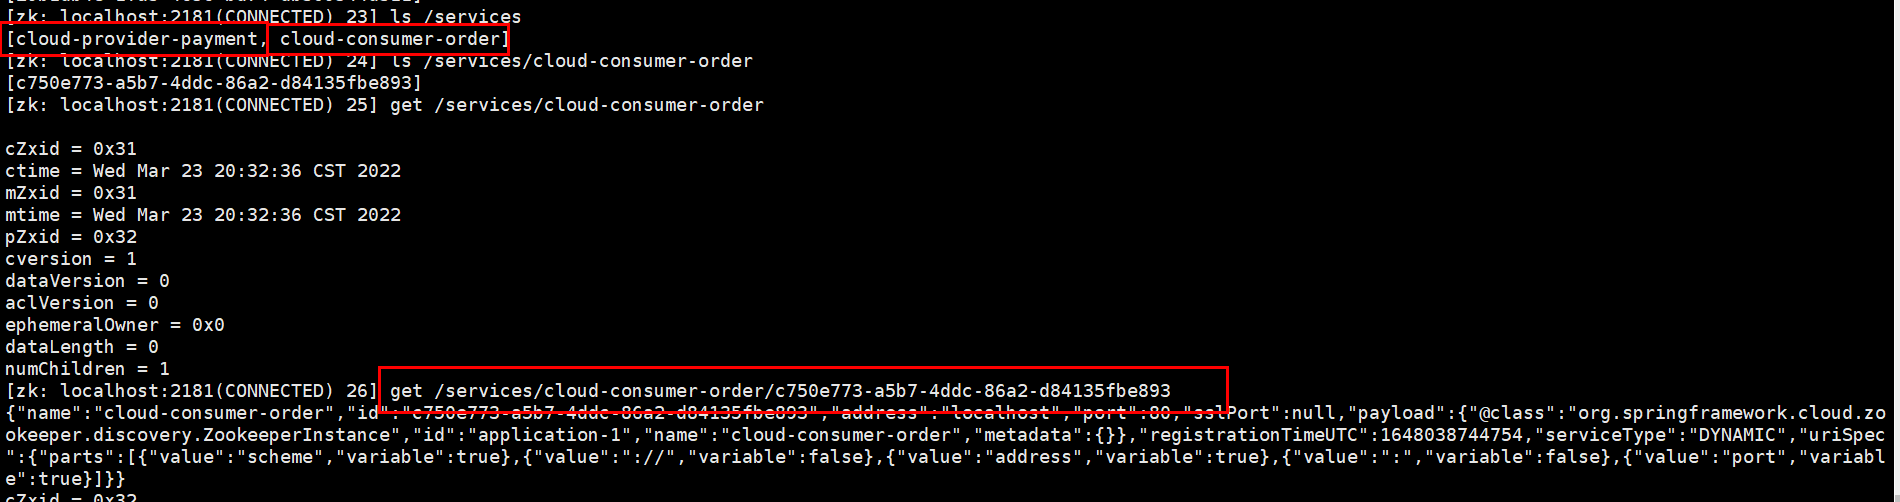 [zk: localhost:2181(CONNECTED) 23] ls /services
[cloud-provider-payment, cloud-consumer-order]
[zk: localhost:2181(CONNECTED) 24] ls /services/cloud-consumer-order
[c750e773-a5b7-4ddc-86a2-d84135fbe893]
[zk: localhost:2181(CONNECTED) 25] get /services/cloud-consumer-order
cZxid = 0x31
ctime = Wed Mar 23 20:32:36 CST 2022
mZxid = 0x31
mtime = Wed Mar 23 20:32:36 CST 2022
pZxid = 0x32
cversion = 1
dataVersion = 0
aclVersion = 0
ephemeralOwner = 0x0
dataLength = 0
numChildren = 1
[zk: localhost:2181(CONNECTED) 26] get /services/cloud-consumer-order/c750e773-a5b7-4ddc-86a2-d84135fbe893
{"name":"cloud-consumer-order","id":"c750e773-a5b7-4ddc-86a2-d84135fbe893","address":"localhost","port":80,"sslPort":null,"payload":{"@class":"org.springframework.cloud.zo
okeeper.discovery.ZookeeperInstance","id":"application-1","name":"cloud-consumer-order","metadata":{}},"registrationTimeUTC":1648038744754,"serviceType":"DYNAMIC","uriSpec
":{"parts":[{"value":"scheme","variable":true},{"value":"://","variable":false},{"value":"address","variable":true},{"value":":","variable":false},{"value":"port","variabl
e":true}]}}
cZxid = 0x32